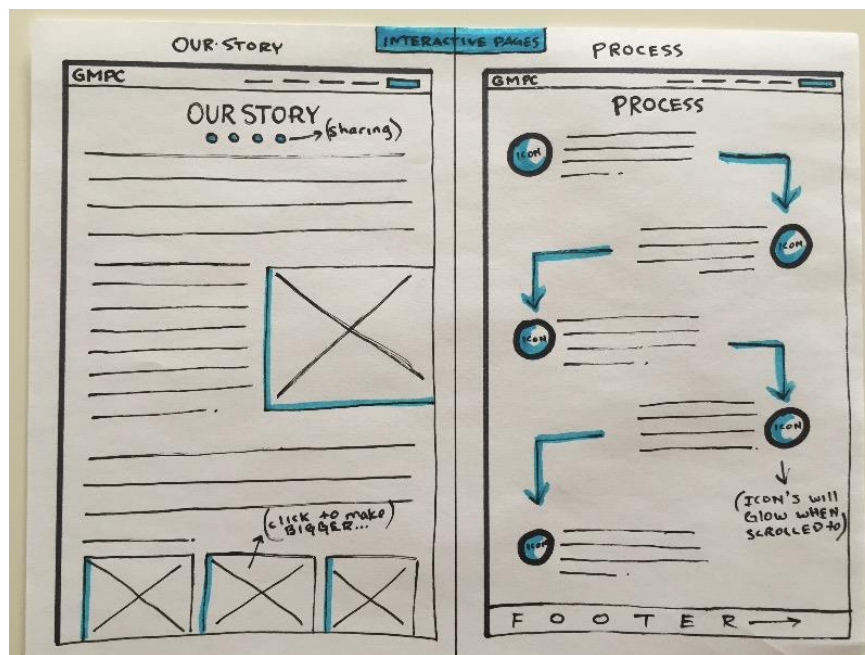 INTERACTIVE PAGES
OUR STORY
GMPC
OUR STORY
(sharing)
(click to make
BIGGER...)
PROCESS
GMPC
PROCESS
ICON
ICON
ICON
ICON
(ICON'S will
GLOW WHEN
SCROLLED to)
ICON
FOOTER